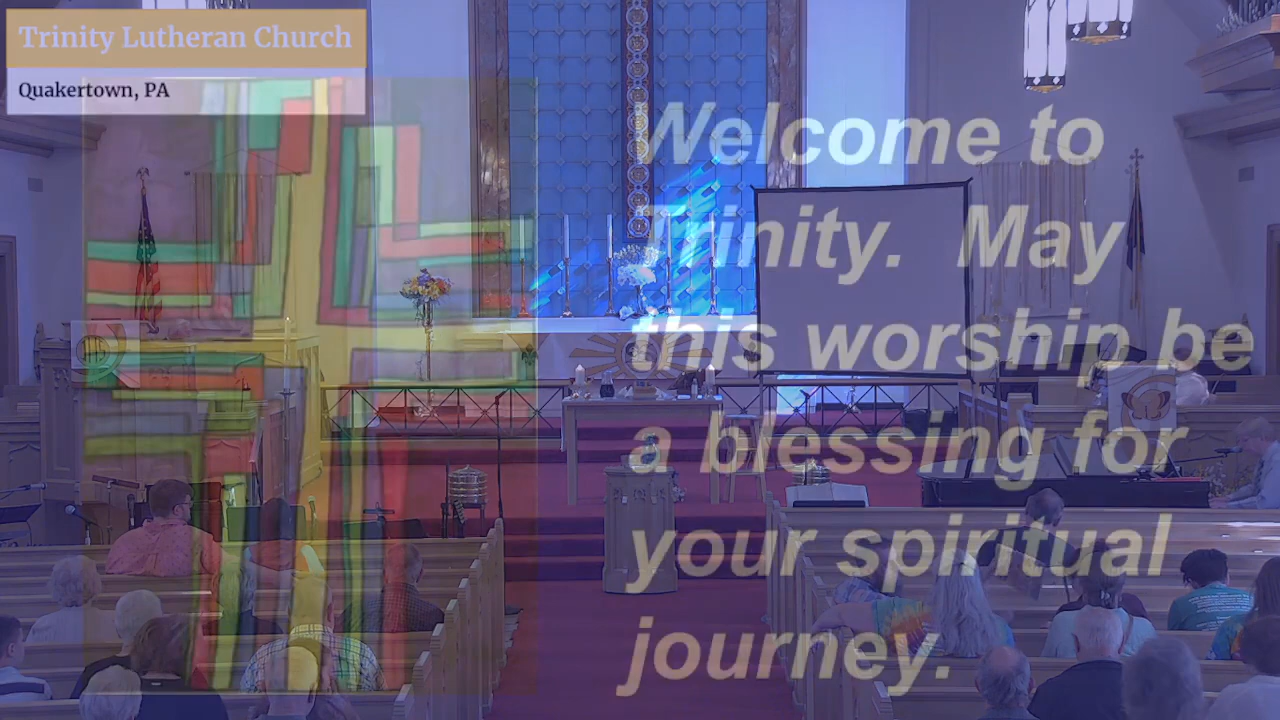 Trinity Lutheran Church
Quakertown, PA
Welcome to
Trinity. May
this worship be
a blessing for
your spiritual
journey.